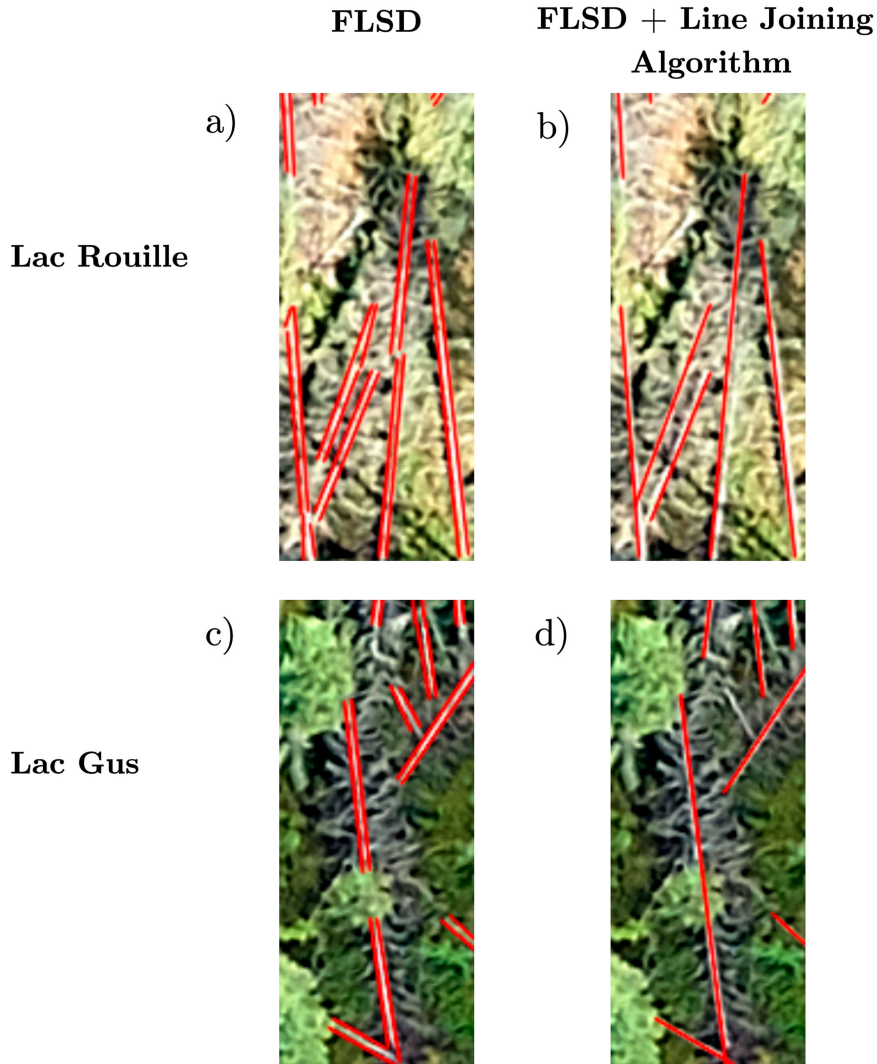 FLSD
FLSD + Line Joining
Algorithm
a)
b)
Lac Rouille
c)
d)
Lac Gus